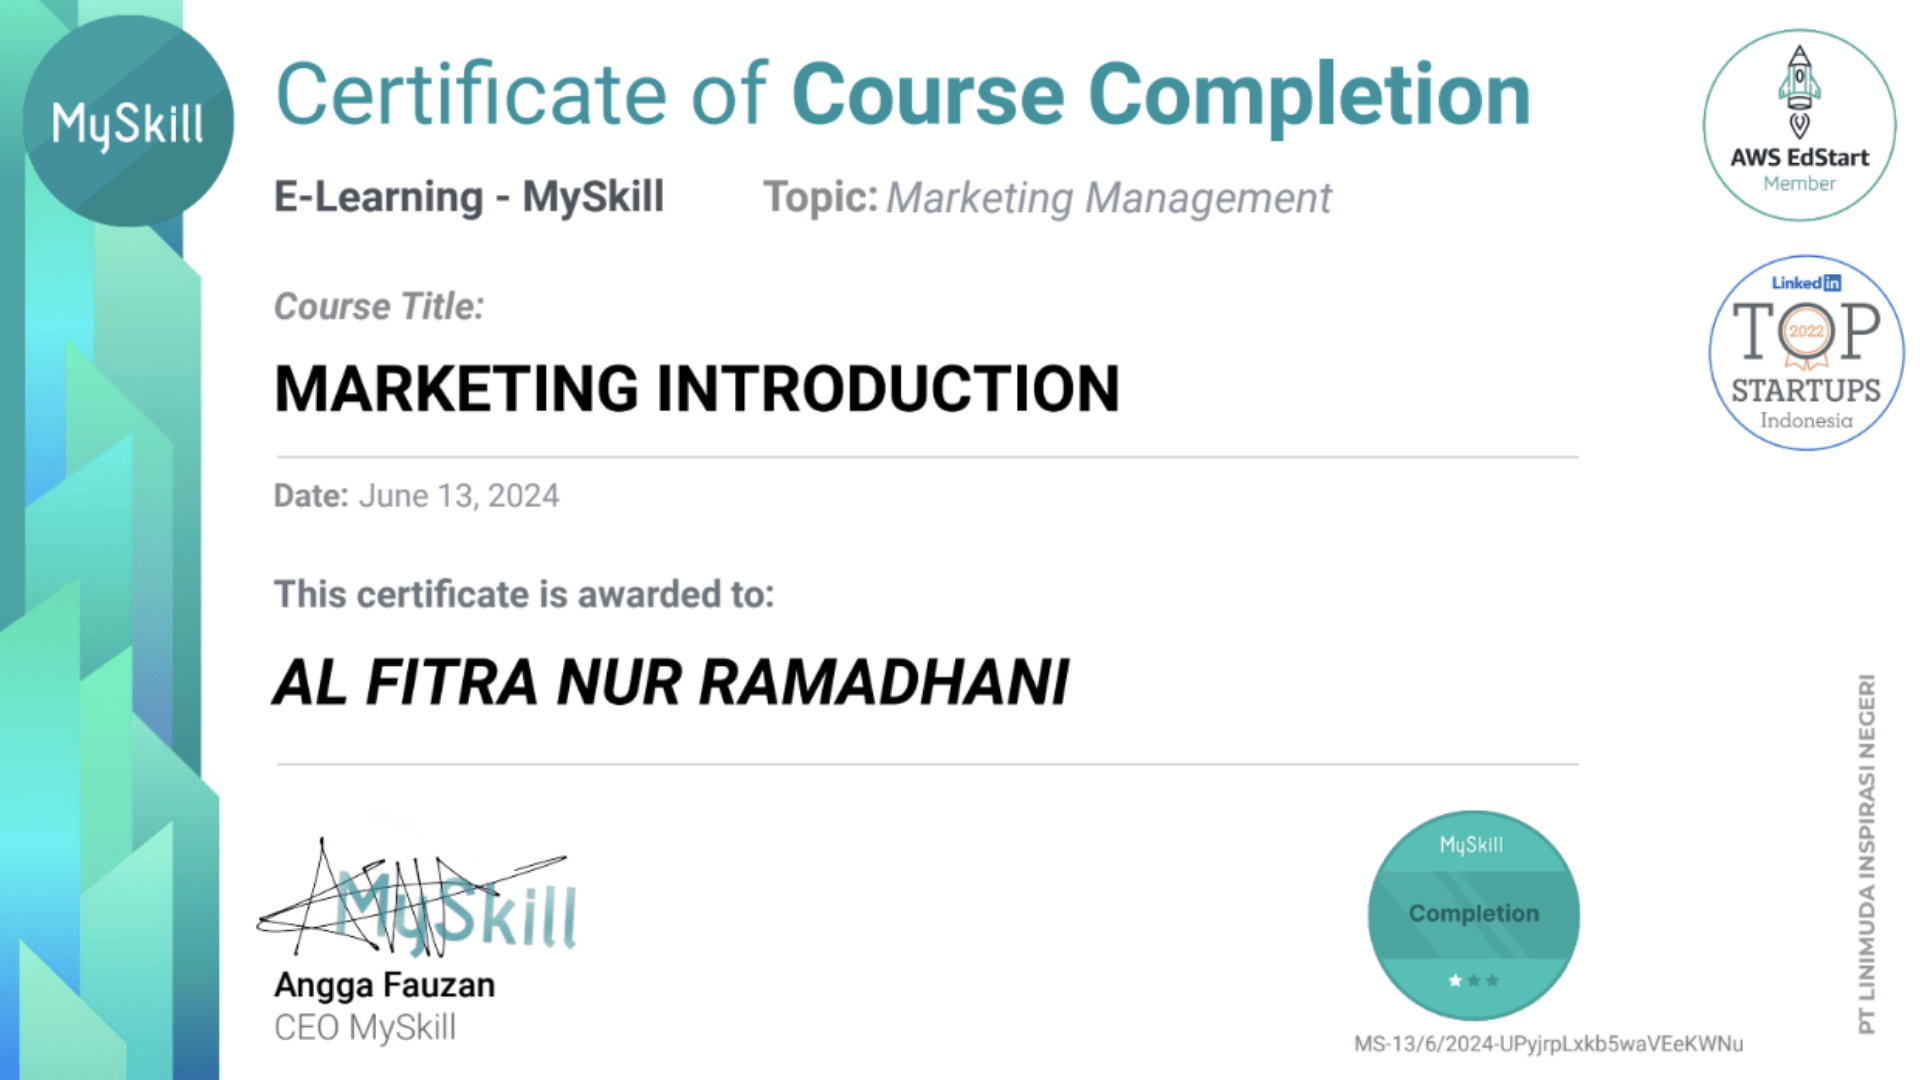 MySkill
Certificate of Course Completion
E-Learning - MySkill
Topic: Marketing Management
Course Title:
MARKETING INTRODUCTION
Date: June 13, 2024
This certificate is awarded to:
AL FITRA NUR RAMADHANI
MySkill
Angga Fauzan
CEO MySkill
AWS EdStart
Member
Linked in
TOP
2022
STARTUPS
Indonesia
MySkill
Completion
MS-13/6/2024-UPyjrpLxkb5waVEeKWNu
PT LINIMUDA INSPIRASI NEGERI